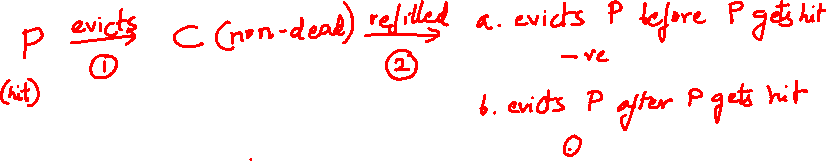 P evicts C (non-dead) refilled a. evicts P before P gets hit
① ② -ve
(hit) b. evicts P after P gets hit
0